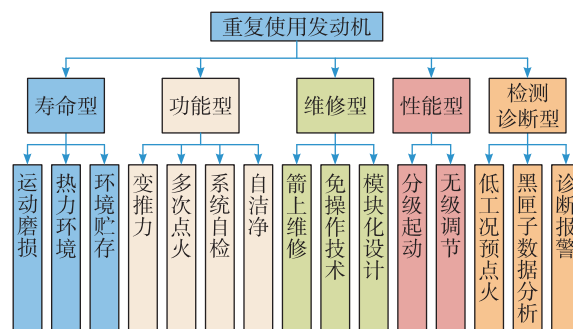 重复使用发动机
寿命型
功能型
维修型
性能型
检测
诊断型
运动磨损
热力环境
环境贮存
变推力
多次点火
系统自检
自洁净
箭上维修
免操作技术
模块化设计
分级起动
无级调节
低工况预点火
黑匣子数据分析
诊断报警